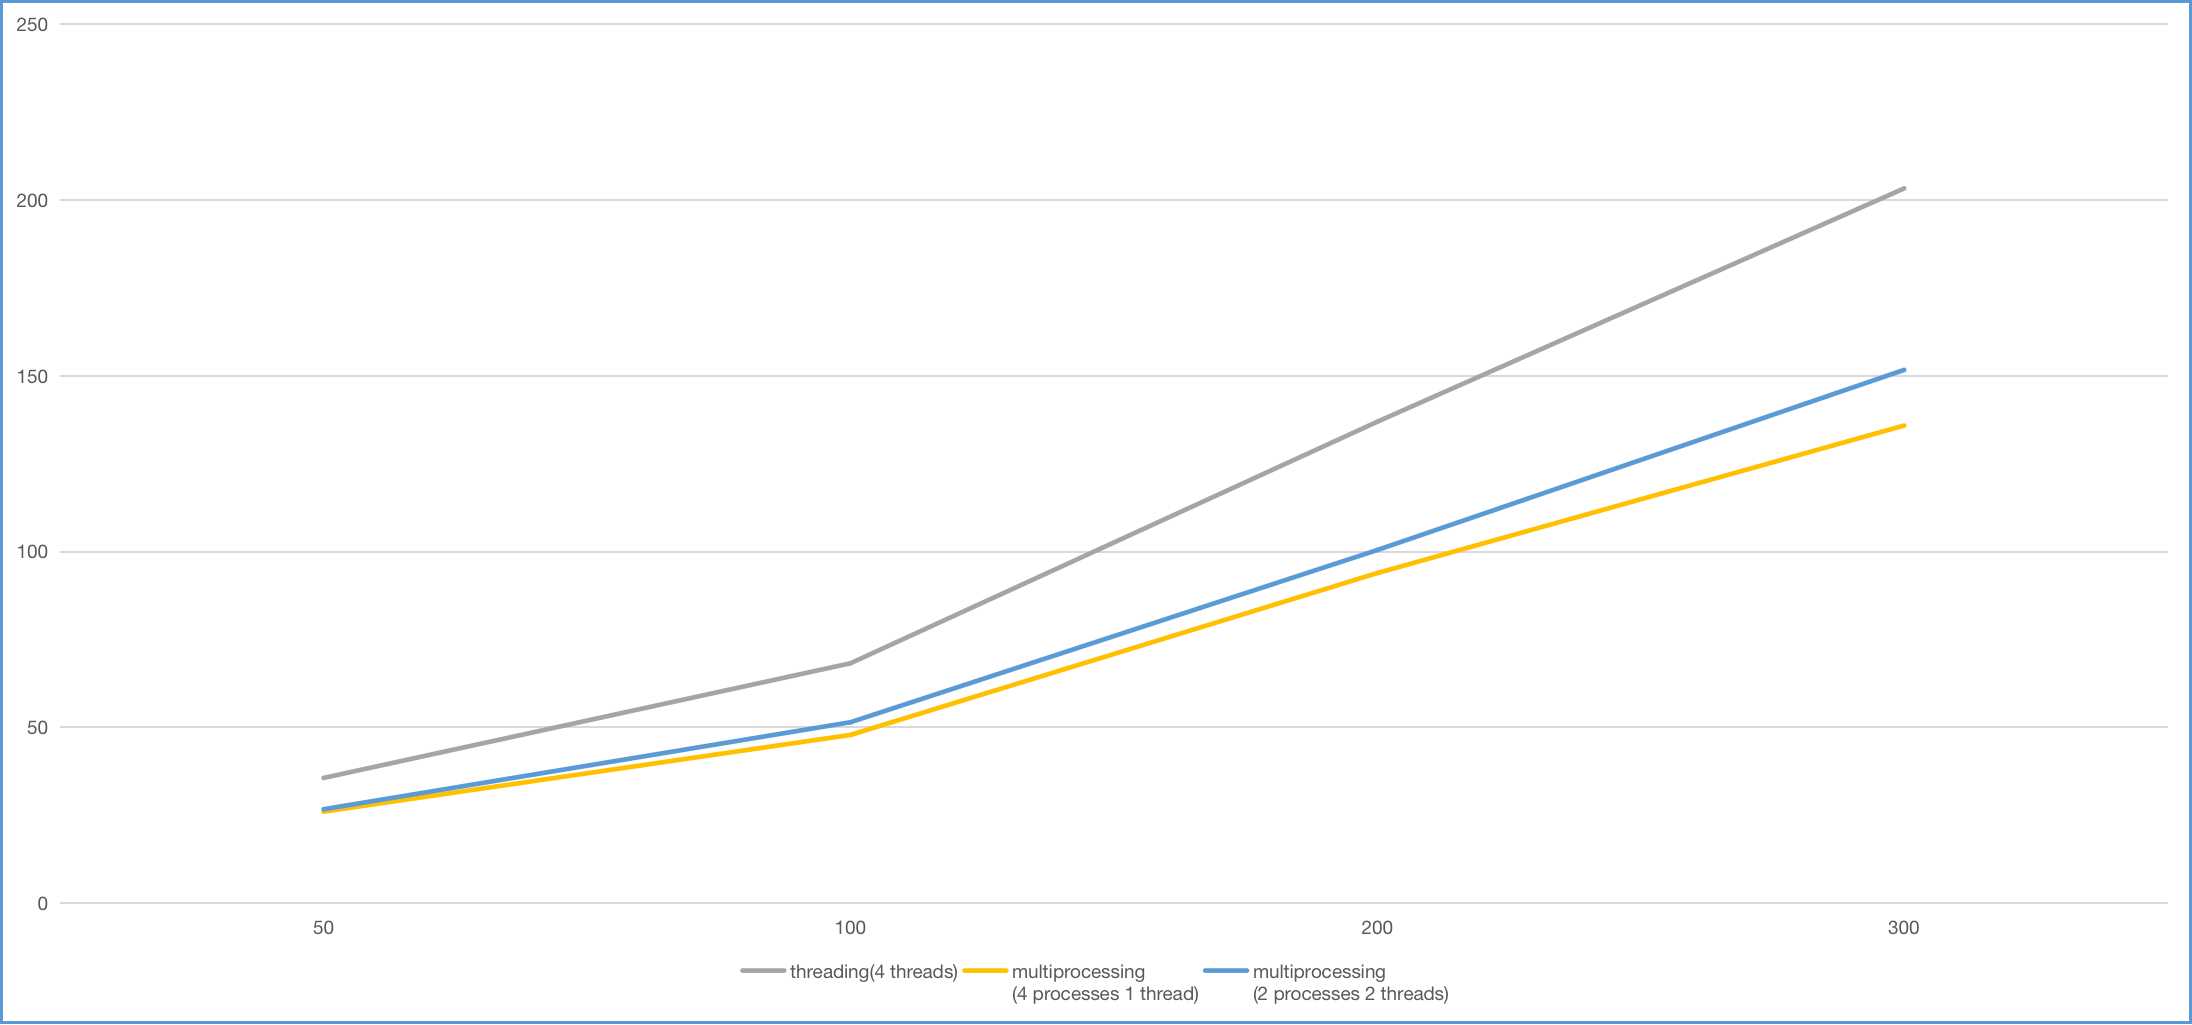 250
200
150
100
50
0
50 100 200 300
threading(4 threads) multiprocessing multiprocessing
(4 processes 1 thread) (2 processes 2 threads)